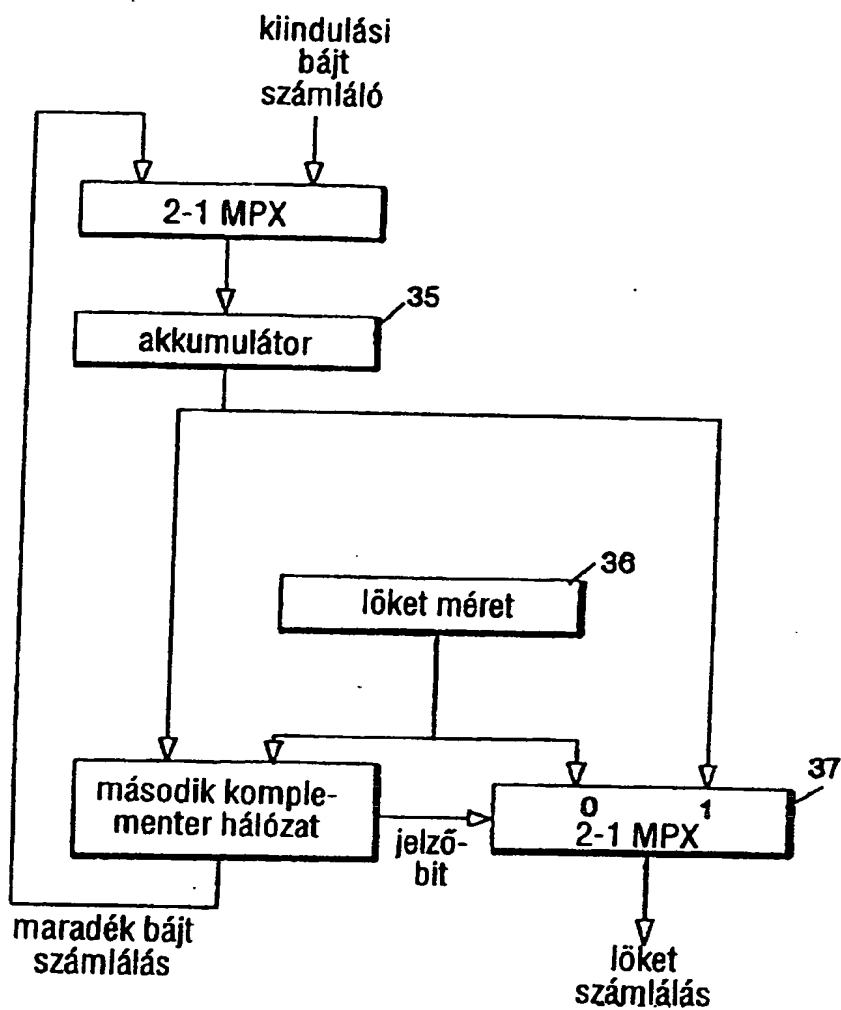 kiindulási
bájt
számláló
2-1 MPX
35
akkumulátor
36
löket méret
37
második komple-
menter hálózat
0 1
2-1 MPX
jelző-
bit
maradék bájt
számlálás
löket
számlálás